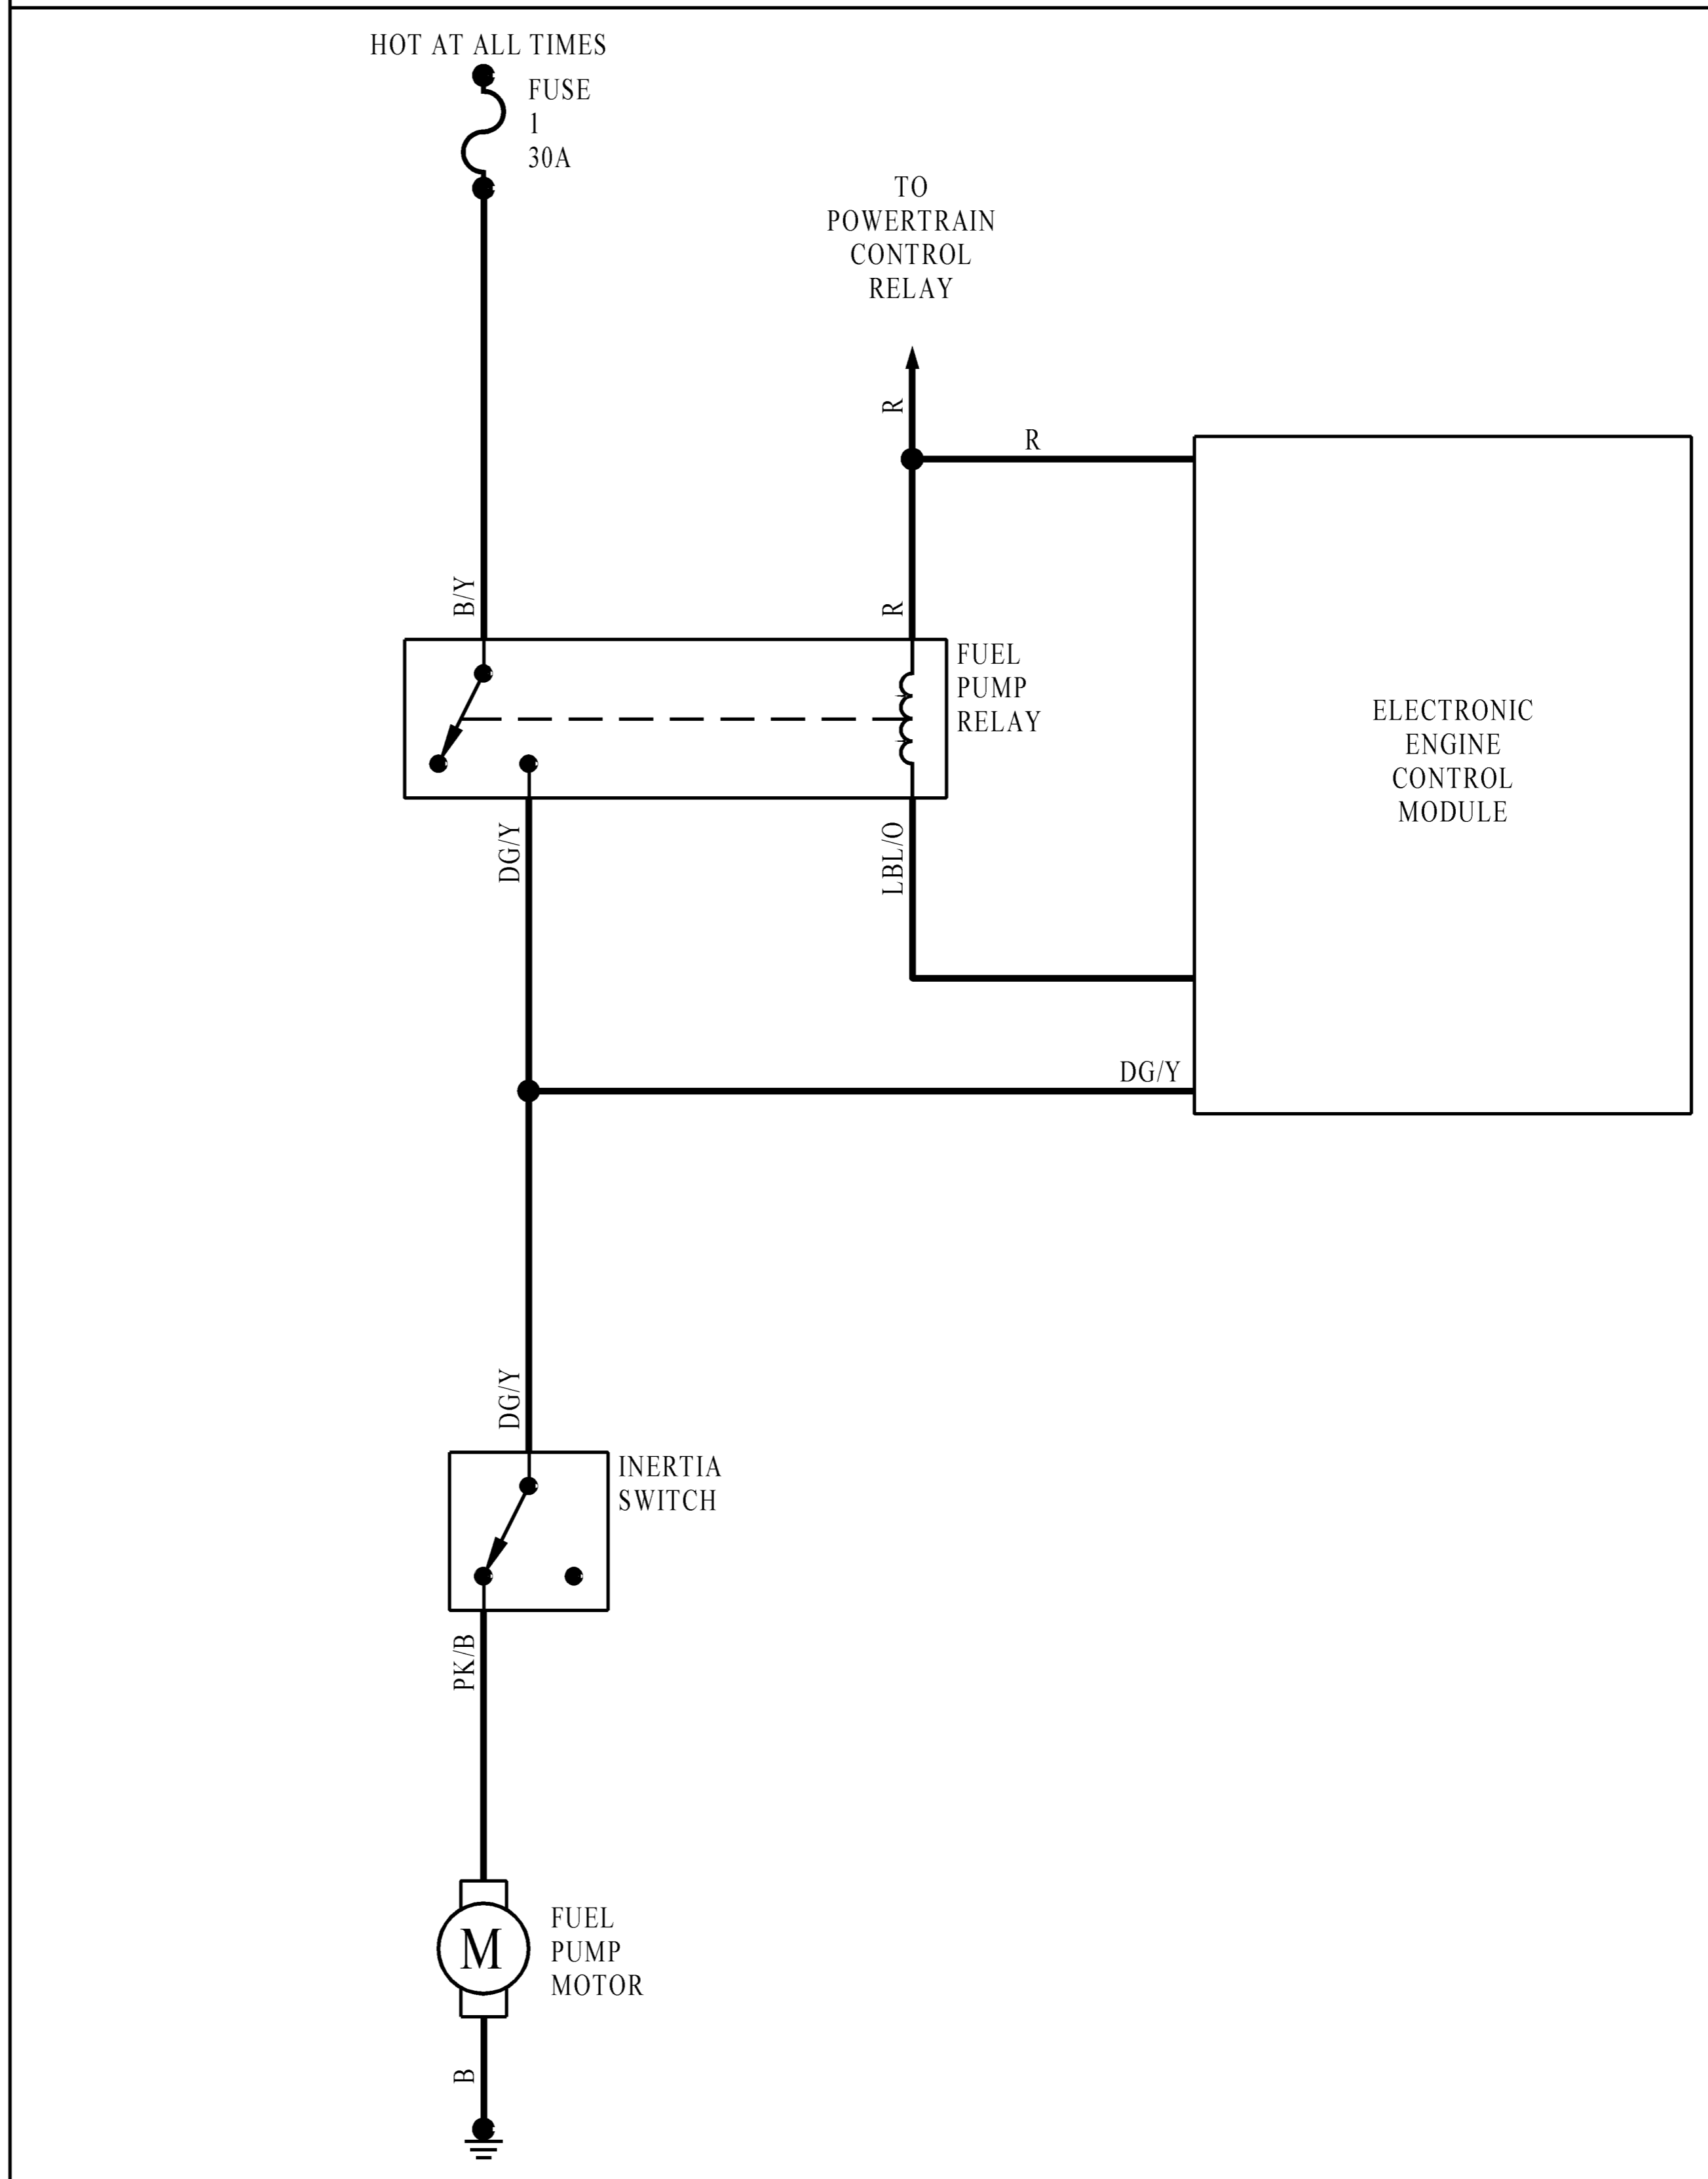 HOT AT ALL TIMES
FUSE
1
30A
TO
POWERTRAIN
CONTROL
RELAY
R
R
B/Y
R
FUEL
PUMP
RELAY
ELECTRONIC
ENGINE
CONTROL
MODULE
DG/Y
LBL/O
DG/Y
DG/Y
INERTIA
SWITCH
PK/B
M
FUEL
PUMP
MOTOR
B